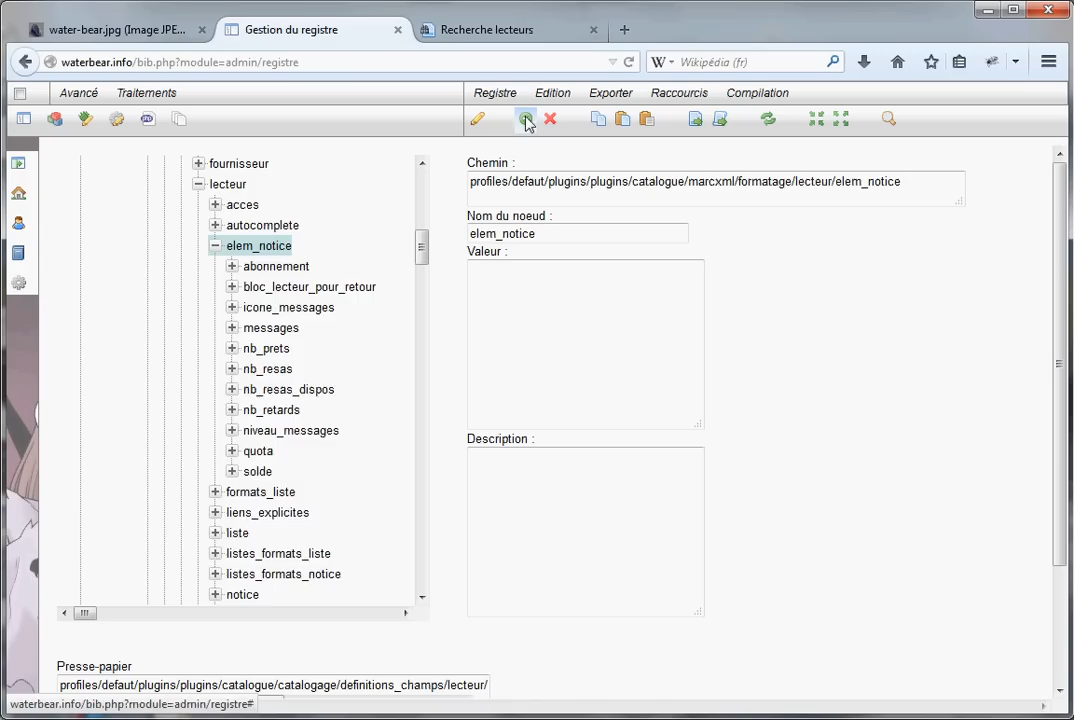 water-bear.jpg (Image JPE...
Gestion du registre
Recherche lecteurs
waterbear.info/bib.php?module=admin/registre
W
Wikipédia (fr)
Avancé
Traitements
Registre
Edition
Exporter
Raccourcis
Compilation
fournisseur
lecteur
acces
autocomplete
elem_notice
abonnement
bloc_lecteur_pour_retour
icone_messages
messages
nb_prets
nb_resas
nb_resas_dispos
nb_retards
niveau_messages
quota
solde
formats_liste
liens_explicites
liste
listes_formats_liste
listes_formats_notice
notice
Chemin :
profiles/defaut/plugins/plugins/catalogue/marcxml/formatage/lecteur/elem_notice
Nom du noeud :
elem_notice
Valeur :
Description :
Presse-papier
profiles/defaut/plugins/plugins/catalogue/catalogage/definitions_champs/lecteur/
waterbear.info/bib.php?module=admin/registre#